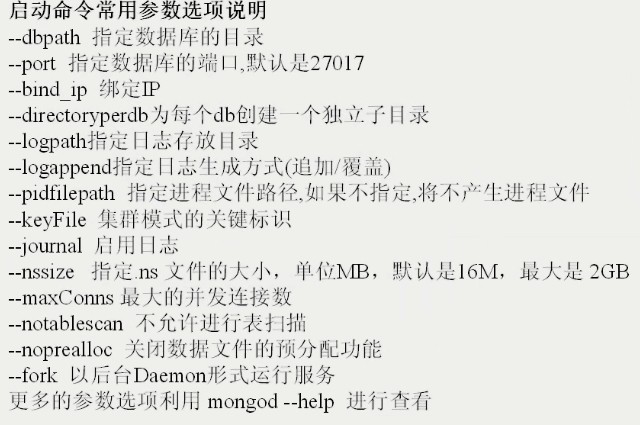 启动命令常用参数选项说明
--dbpath 指定数据库的目录
--port 指定数据库的端口,默认是27017
--bind_ip 绑定IP
--directoryperdb为每个db创建一个独立子目录
--logpath指定日志存放目录
--logappend指定日志生成方式(追加/覆盖)
--pidfilepath 指定进程文件路径,如果不指定,将不产生进程文件
--keyFile 集群模式的关键标识
--journal 启用日志
--nssize 指定.ns 文件的大小，单位MB，默认是16M，最大是 2GB
--maxConns 最大的并发连接数
--notablescan 不允许进行表扫描
--noprealloc 关闭数据文件的预分配功能
--fork 以后台Daemon形式运行服务
更多的参数选项利用 mongod --help 进行查看